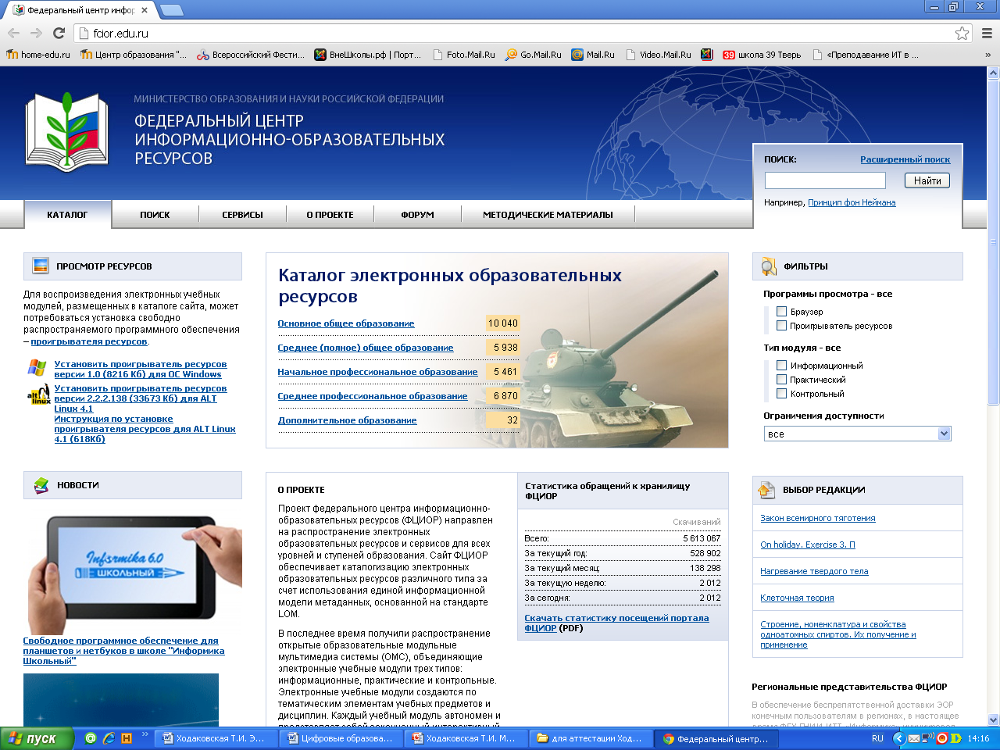 Федеральный центр инфор
fcior.edu.ru
home-edu.ru
Центр образования "...
Всероссийский Фести...
ВнеШколы.рф | Порт...
Foto.Mail.Ru
Go.Mail.Ru
Mail.Ru
Video.Mail.Ru
39 школа 39 Тверь
«Преподавание ИТ в ...
»
МИНИСТЕРСТВО ОБРАЗОВАНИЯ И НАУКИ РОССИЙСКОЙ ФЕДЕРАЦИИ
ФЕДЕРАЛЬНЫЙ ЦЕНТР
ИНФОРМАЦИОННО-ОБРАЗОВАТЕЛЬНЫХ
РЕСУРСОВ
ПОИСК: Расширенный поиск
Найти
Например, Принцип фон Неймана
КАТАЛОГ
ПОИСК
СЕРВИСЫ
О ПРОЕКТЕ
ФОРУМ
МЕТОДИЧЕСКИЕ МАТЕРИАЛЫ
ПРОСМОТР РЕСУРСОВ
Для воспроизведения электронных учебных
модулей, размещенных в каталоге сайта, может
потребоваться установка свободно
распространяемого программного обеспечения
– проигрывателя ресурсов.
Установить проигрыватель ресурсов
версии 1.0 (8216 Кб) для ОС Windows
alt linux
Установить проигрыватель ресурсов
версии 2.2.2.138 (33673 Кб) для ALT
Linux 4.1
Инструкция по установке
проигрывателя ресурсов для ALT Linux
4.1 (618Кб)
НОВОСТИ
Inf5rmika 6.0
ШКОЛЬНЫЙ
Свободное программное обеспечение для
планшетов и нетбуков в школе "Информика
Школьный"
Каталог электронных образовательных
ресурсов
Основное общее образование 10 040
Среднее (полное) общее образование 5 938
Начальное профессиональное образование 5 461
Среднее профессиональное образование 6 870
Дополнительное образование 32
О ПРОЕКТЕ
Проект федерального центра информационно-
образовательных ресурсов (ФЦИОР) направлен
на распространение электронных
образовательных ресурсов и сервисов для всех
уровней и ступеней образования. Сайт ФЦИОР
обеспечивает каталогизацию электронных
образовательных ресурсов различного типа за
счет использования единой информационной
модели метаданных, основанной на стандарте
LOM.
В последнее время получили распространение
открытые образовательные модульные
мультимедиа системы (ОМС), объединяющие
электронные учебные модули трех типов:
информационные, практические и контрольные.
Электронные учебные модули создаются по
тематическим элементам учебных предметов и
дисциплин. Каждый учебный модуль автономен и
представляет собой законченный интерактивный
Статистика обращений к хранилищу
ФЦИОР
Скачиваний
Всего: 5 613 067
За текущий год: 528 902
За текущий месяц: 138 298
За текущую неделю: 2 012
За сегодня: 2 012
Скачать статистику посещений портала
ФЦИОР (PDF)
ФИЛЬТРЫ
Программы просмотра - все
Браузер
Проигрыватель ресурсов
Тип модуля - все
Информационный
Практический
Контрольный
Ограничения доступности
все
ВЫБОР РЕДАКЦИИ
Закон всемирного тяготения
On holiday. Exercise 3. П
Нагревание твердого тела
Клеточная теория
Строение, номенклатура и свойства
одноатомных спиртов. Их получение и
применение
Региональные представительства ФЦИОР
В обеспечение беспрепятственной доставки ЭОР
конечным пользователям в регионах, в настоящее
время ФГУ ГНИИ ИТТ «Информика» инициировал
пуск
»
Ходаковская Т.И. Э...
Цифровые образова...
Ходаковская Т.И. М...
для аттестации Ход...
Федеральный центр...
RU
14:16